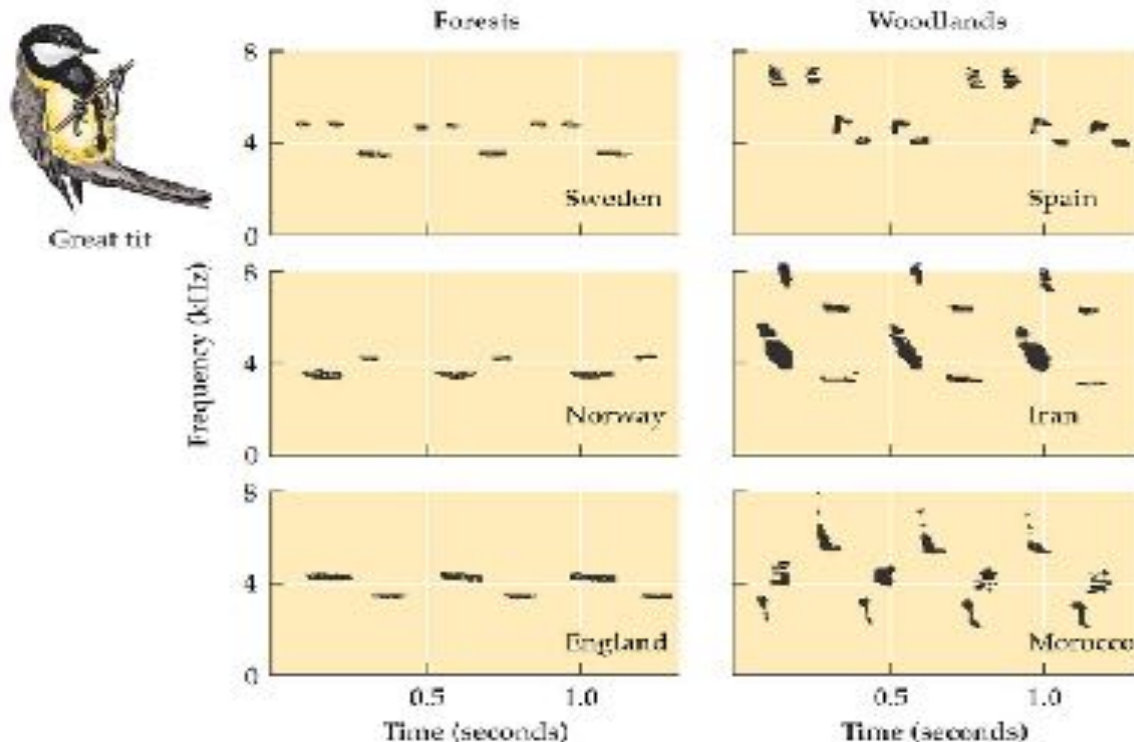 Forests
Woodlands
Great tit
Frequency (kHz)
8
4
0
Sweden
Spain
8
4
0
Norway
Iran
8
4
0
England
Morocco
0.5
1.0
0.5
1.0
Time (seconds)
Time (seconds)